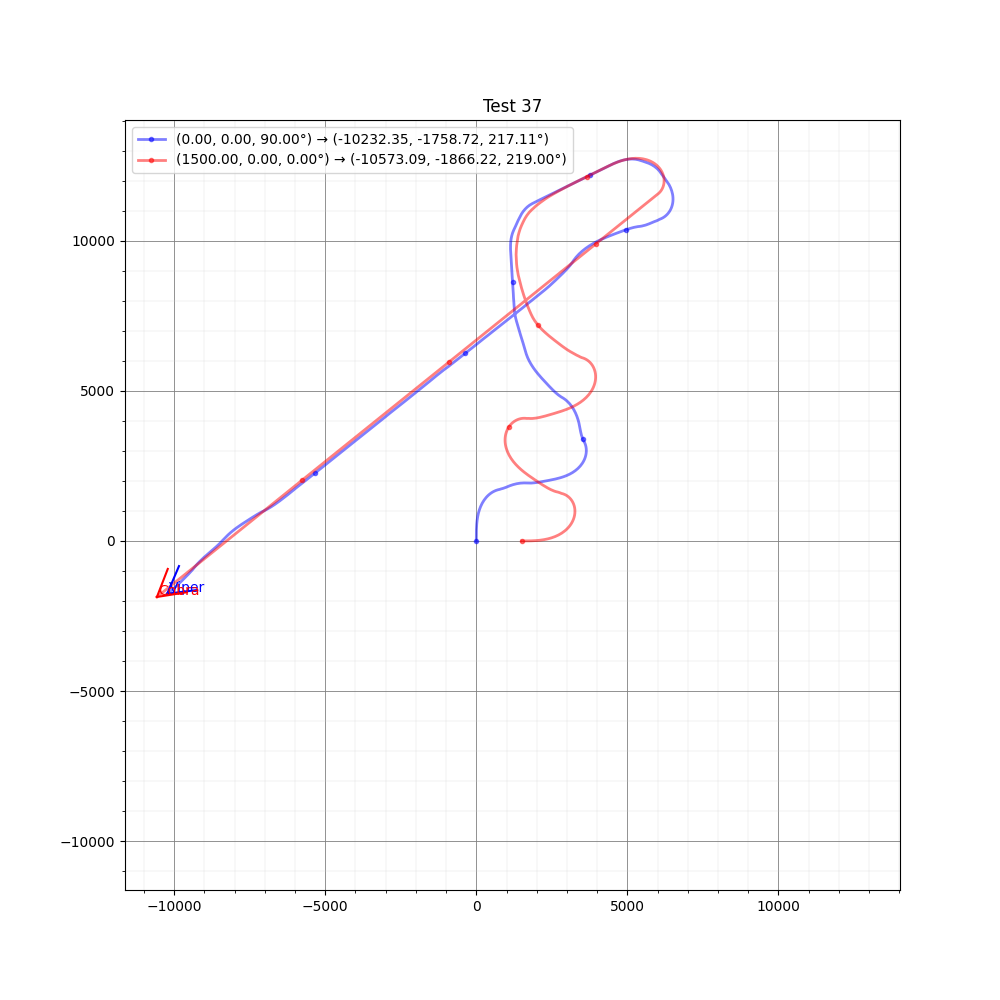 Test 37
(0.00, 0.00, 90.00°) → (-10232.35, -1758.72, 217.11°)
(1500.00, 0.00, 0.00°) → (-10573.09, -1866.22, 219.00°)
10000
5000
0
−5000
−10000
Viper
−10000 −5000 0 5000 10000